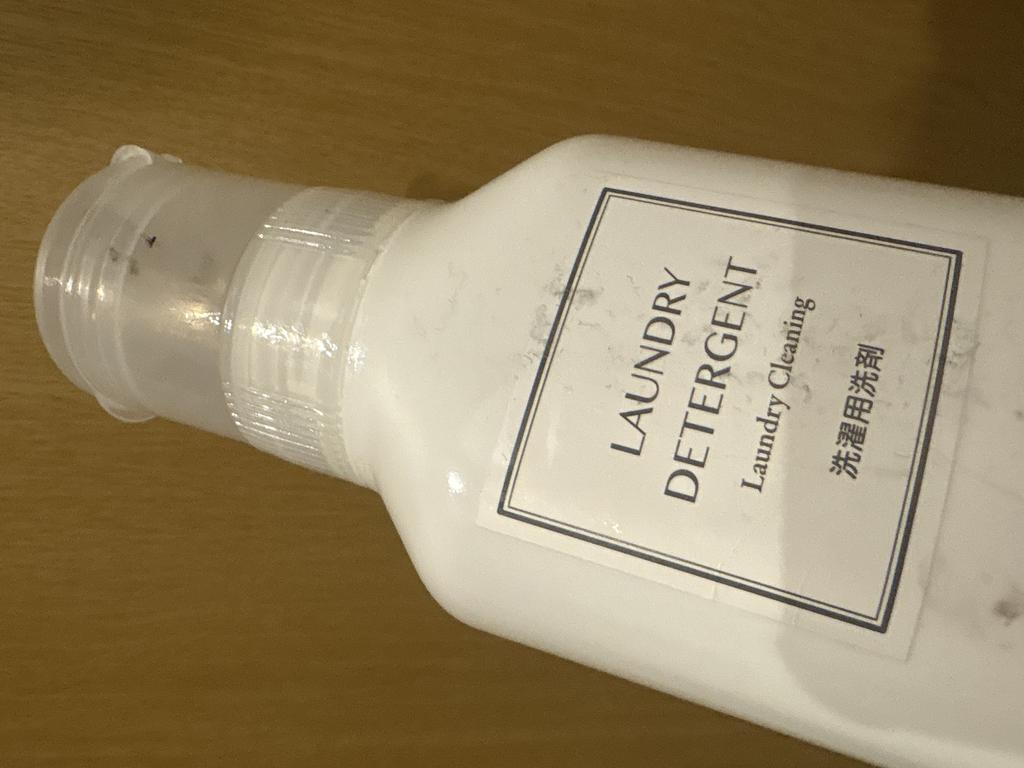 LAUNDRY
DETERGENT
Laundry Cleaning
洗濯用洗剤